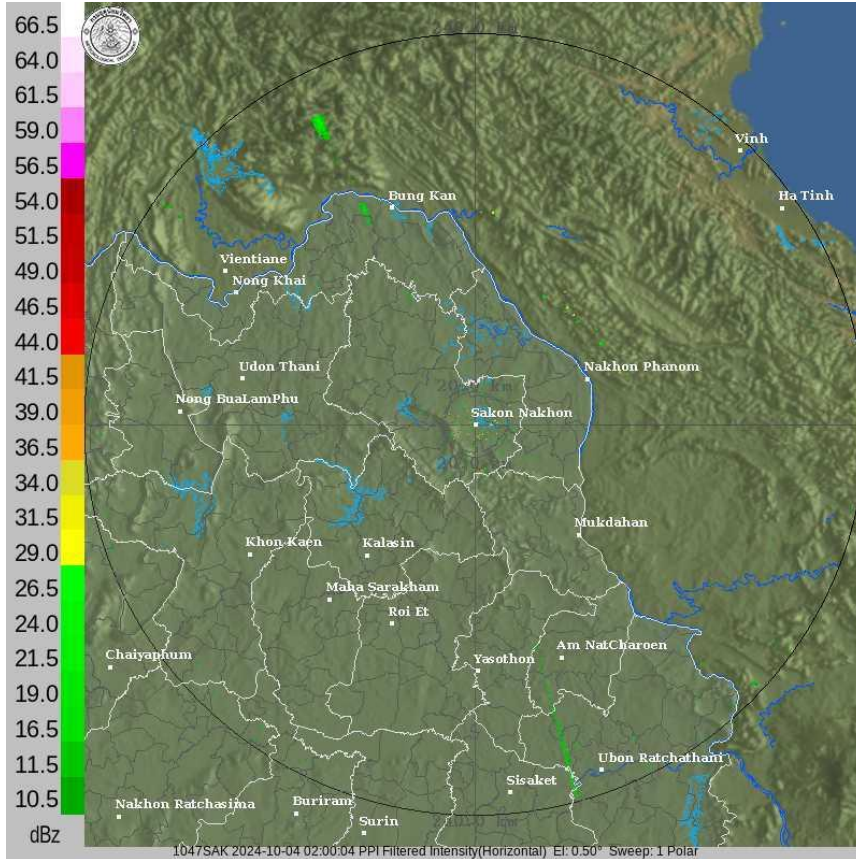 66.5
64.0
61.5
59.0
56.5
54.0
51.5
49.0
46.5
44.0
41.5
39.0
36.5
34.0
31.5
29.0
26.5
24.0
21.5
19.0
16.5
11.5
10.5
dBz
Vinh
Ha Tinh
Bung Kan
Vientiane
Nong Khai
Udon Thani
Nakhon Phanom
Nong BuaLamPhu
Sakon Nakhon
Mukdahan
Khon Kaen
Kalasin
Maha Sarakham
Roi Et
Am NatCharoen
Chaiyaphum
Yasothon
Ubon Ratchathani
Sisaket
Nakhon Ratchasima
Buriram
Surin
1047SAK 2024-10-04 02:00:04 PPI Filtered Intensity(Horizontal) El: 0.50° Sweep: 1 Polar